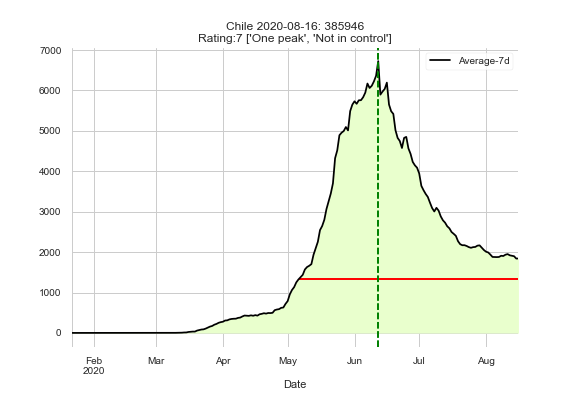 Chile 2020-08-16: 385946
Rating:7 ['One peak', 'Not in control']
Average-7d
7000
6000
5000
4000
3000
2000
1000
0
Feb
2020
Mar
Apr
May
Jun
Jul
Aug
Date